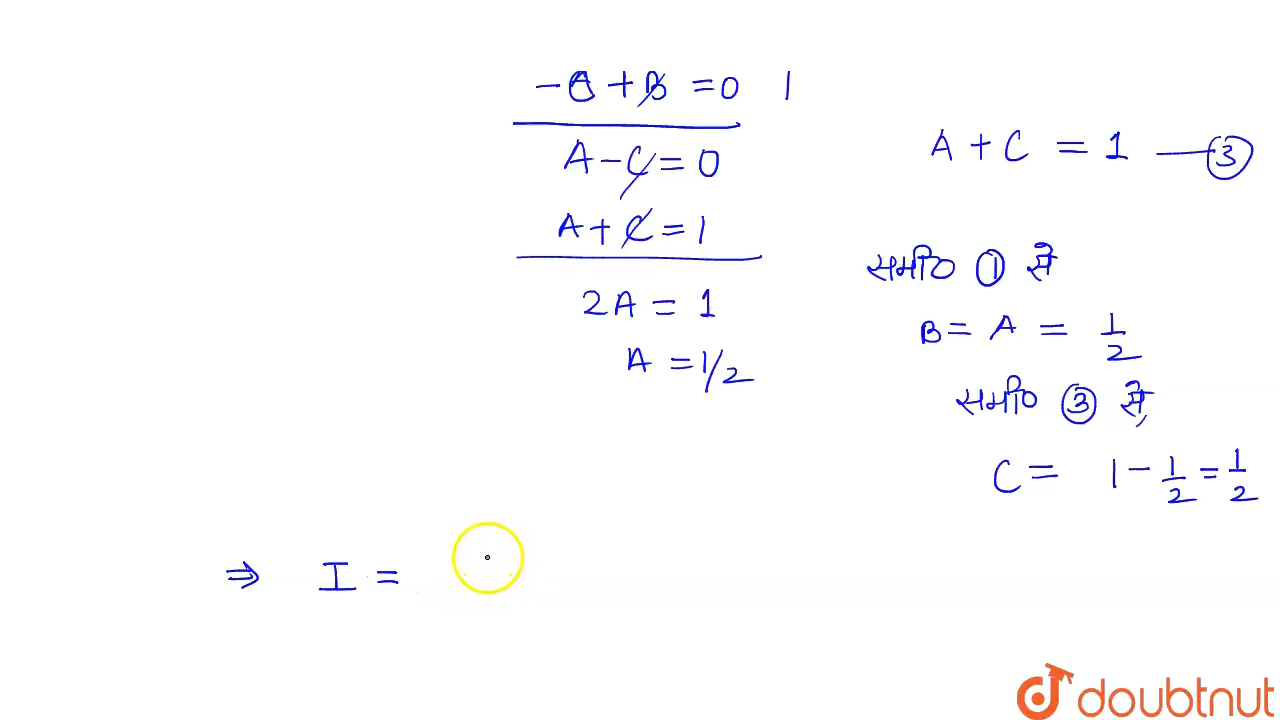 -A + B = 0 1
A - C = 0
A + C = 1
2A = 1
A = 1/2
A + C = 1 — ③
समी० ① से
B = A = 1/2
समी० ③ से,
C = 1 - 1/2 = 1/2
⇒ I =
doubtnut